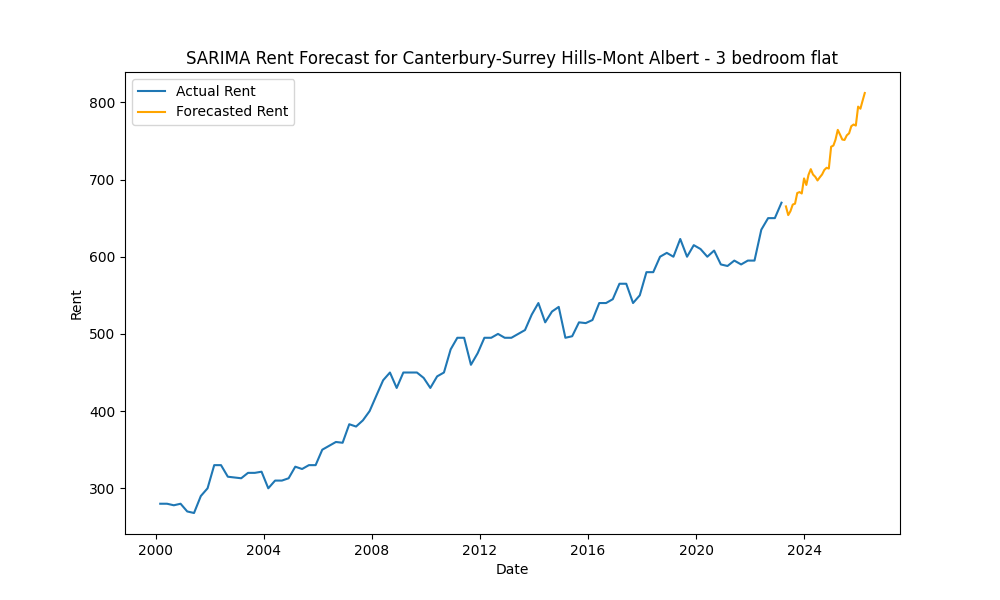 SARIMA Rent Forecast for Canterbury-Surrey Hills-Mont Albert - 3 bedroom flat
Actual Rent
Forecasted Rent
800
700
600
500
400
300
Rent
2000 2004 2008 2012 2016 2020 2024
Date